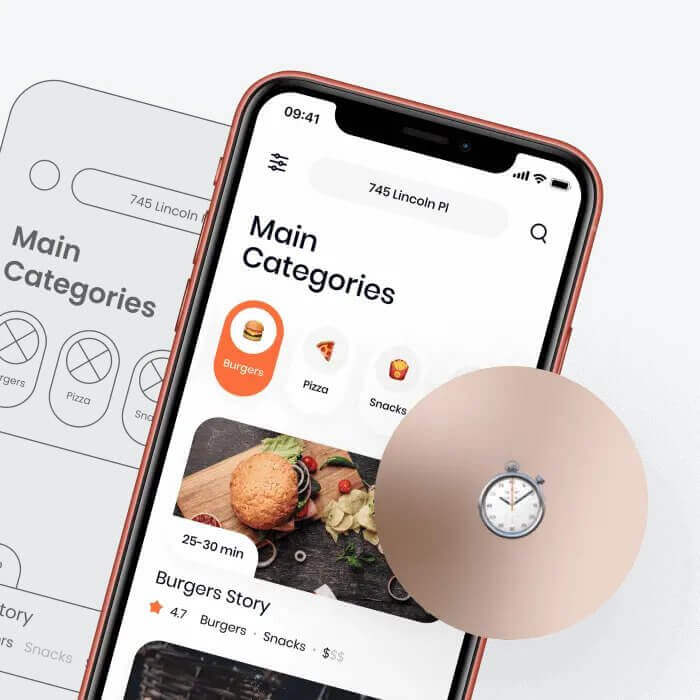 745 Lincoln
Main
Categories
rgers
Pizza
Sna
tory
rs Snacks
09:41
745 Lincoln Pl
Main
Categories
Burgers
Pizza
Snacks
25-30 min
Burgers Story
4.7 Burgers · Snacks · $$$